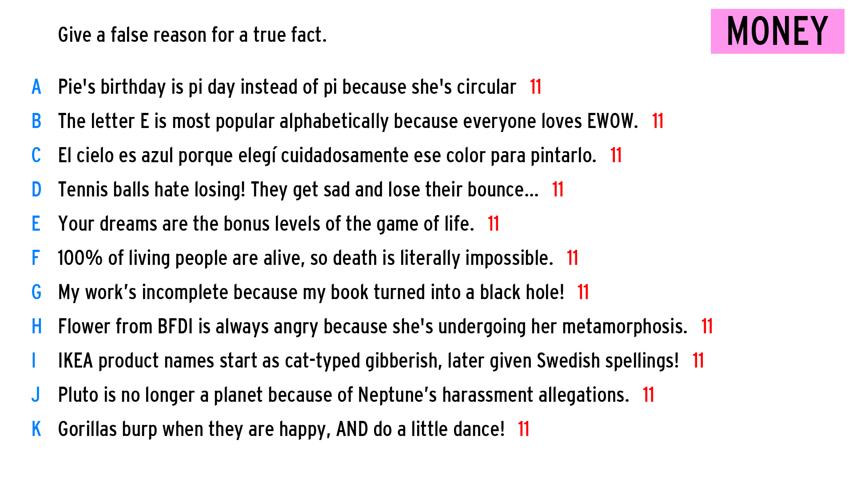 Give a false reason for a true fact.
MONEY
A Pie's birthday is pi day instead of pi because she's circular 11
B The letter E is most popular alphabetically because everyone loves EWOW. 11
C El cielo es azul porque elegí cuidadosamente ese color para pintarlo. 11
D Tennis balls hate losing! They get sad and lose their bounce... 11
E Your dreams are the bonus levels of the game of life. 11
F 100% of living people are alive, so death is literally impossible. 11
G My work’s incomplete because my book turned into a black hole! 11
H Flower from BFDI is always angry because she's undergoing her metamorphosis. 11
I IKEA product names start as cat-typed gibberish, later given Swedish spellings! 11
J Pluto is no longer a planet because of Neptune’s harassment allegations. 11
K Gorillas burp when they are happy, AND do a little dance! 11